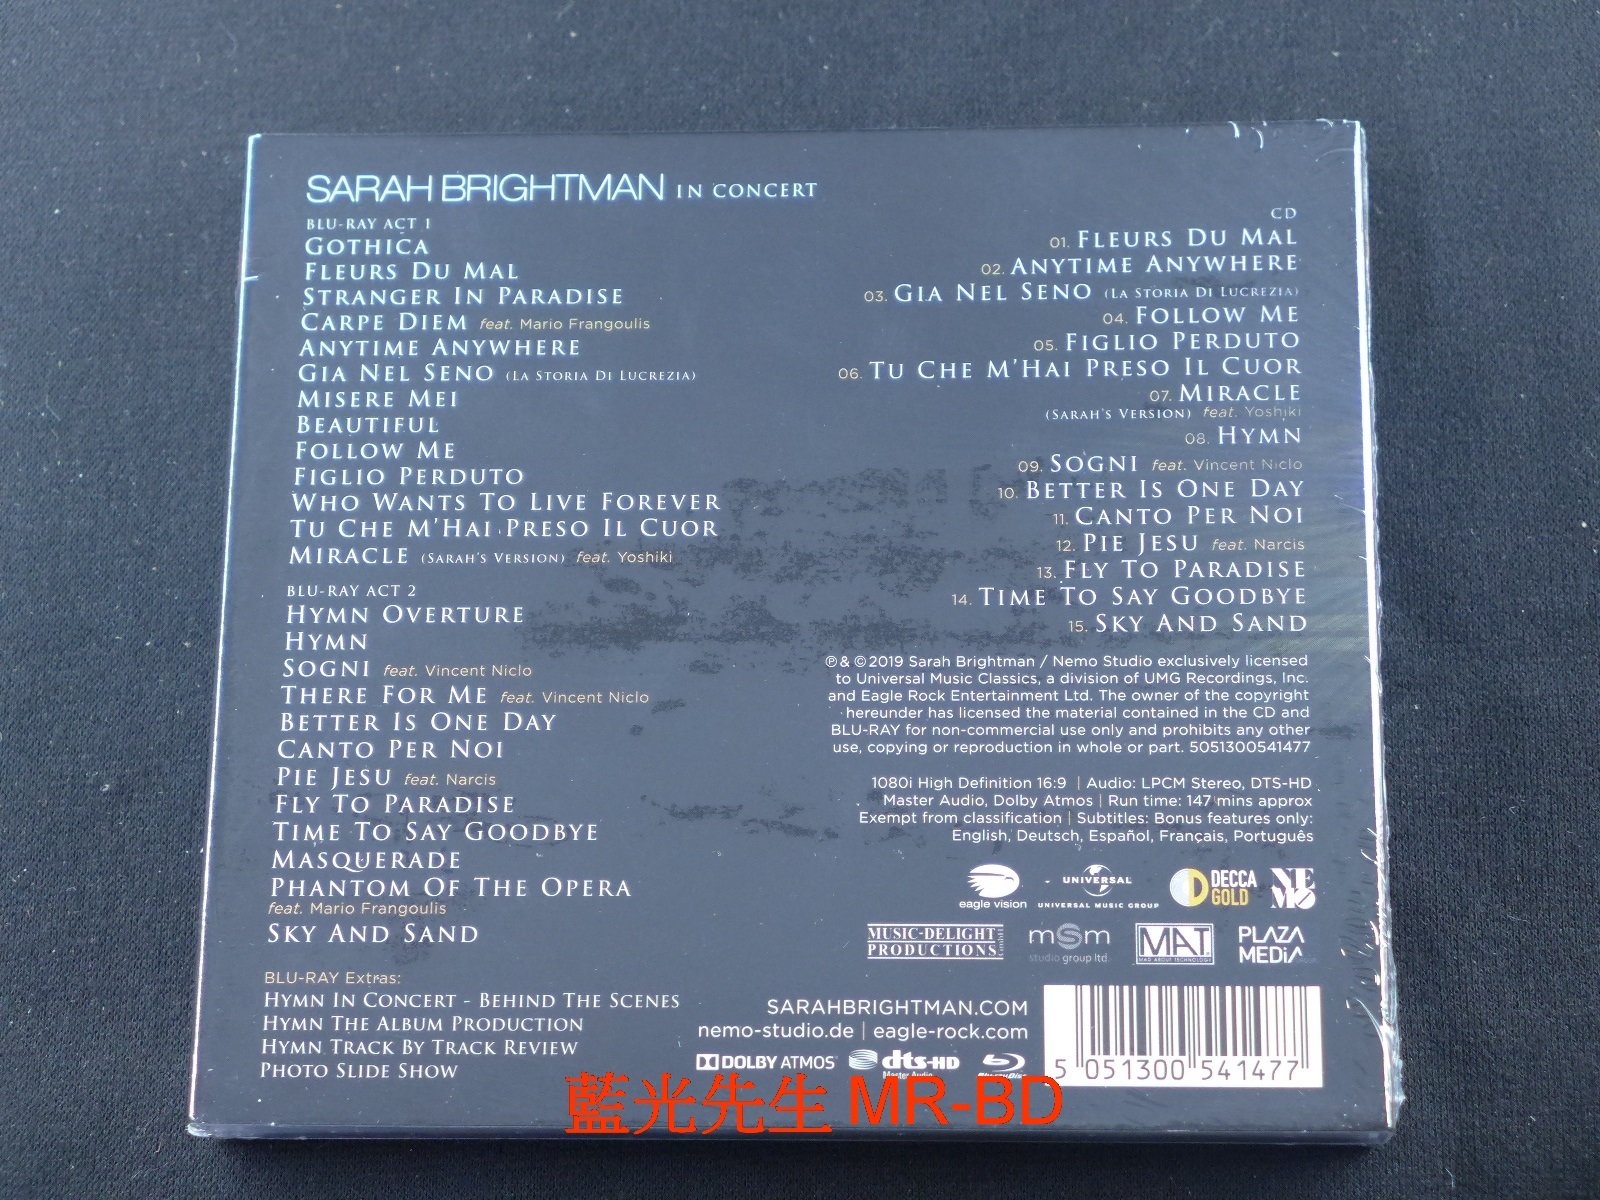 SARAH BRIGHTMAN IN CONCERT
BLU-RAY ACT 1
GOTHICA
FLEURS DU MAL
STRANGER IN PARADISE
CARPE DIEM feat. Mario Frangoulis
ANYTIME ANYWHERE
GIA NEL SENO (LA STORIA DI LUCREZIA)
MISERE MEI
BEAUTIFUL
FOLLOW ME
FIGLIO PERDUTO
WHO WANTS TO LIVE FOREVER
TU CHE M'HAI PRESO IL CUOR
MIRACLE (SARAH'S VERSION) feat. Yoshiki
BLU-RAY ACT 2
HYMN OVERTURE
HYMN
SOGNI feat. Vincent Niclo
THERE FOR ME feat. Vincent Niclo
BETTER IS ONE DAY
CANTO PER NOI
PIE JESU feat. Narcis
FLY TO PARADISE
TIME TO SAY GOODBYE
MASQUERADE
PHANTOM OF THE OPERA
feat. Mario Frangoulis
SKY AND SAND
BLU-RAY Extras:
HYMN IN CONCERT - BEHIND THE SCENES
HYMN THE ALBUM PRODUCTION
HYMN TRACK BY TRACK REVIEW
PHOTO SLIDE SHOW
CD
01. FLEURS DU MAL
02. ANYTIME ANYWHERE
03. GIA NEL SENO (LA STORIA DI LUCREZIA)
04. FOLLOW ME
05. FIGLIO PERDUTO
06. TU CHE M'HAI PRESO IL CUOR
07. MIRACLE
(SARAH'S VERSION) feat. Yoshiki
08. HYMN
09. SOGNI feat. Vincent Niclo
10. BETTER IS ONE DAY
11. CANTO PER NOI
12. PIE JESU feat. Narcis
13. FLY TO PARADISE
14. TIME TO SAY GOODBYE
15. SKY AND SAND
℗ & © 2019 Sarah Brightman / Nemo Studio exclusively licensed
to Universal Music Classics, a division of UMG Recordings, Inc.
and Eagle Rock Entertainment Ltd. The owner of the copyright
hereunder has licensed the material contained in the CD and
BLU-RAY for non-commercial use only and prohibits any other
use, copying or reproduction in whole or part. 5051300541477
1080i High Definition 16:9 | Audio: LPCM Stereo, DTS-HD
Master Audio, Dolby Atmos | Run time: 147 mins approx
Exempt from classification | Subtitles: Bonus features only:
English, Deutsch, Español, Français, Português
eagle vision
UNIVERSAL
UNIVERSAL MUSIC GROUP
DECCA
GOLD
NEMO
MUSIC-DELIGHT
PRODUCTIONS
msm
studio group ltd.
MAT
MAD ABOUT TECHNOLOGY
PLAZA
MEDIA
SARAHBRIGHTMAN.COM
nemo-studio.de | eagle-rock.com
DOLBY ATMOS dts-HD
Master Audio
Blu-ray Disc
5 051300 541477
藍光先生 MR-BD